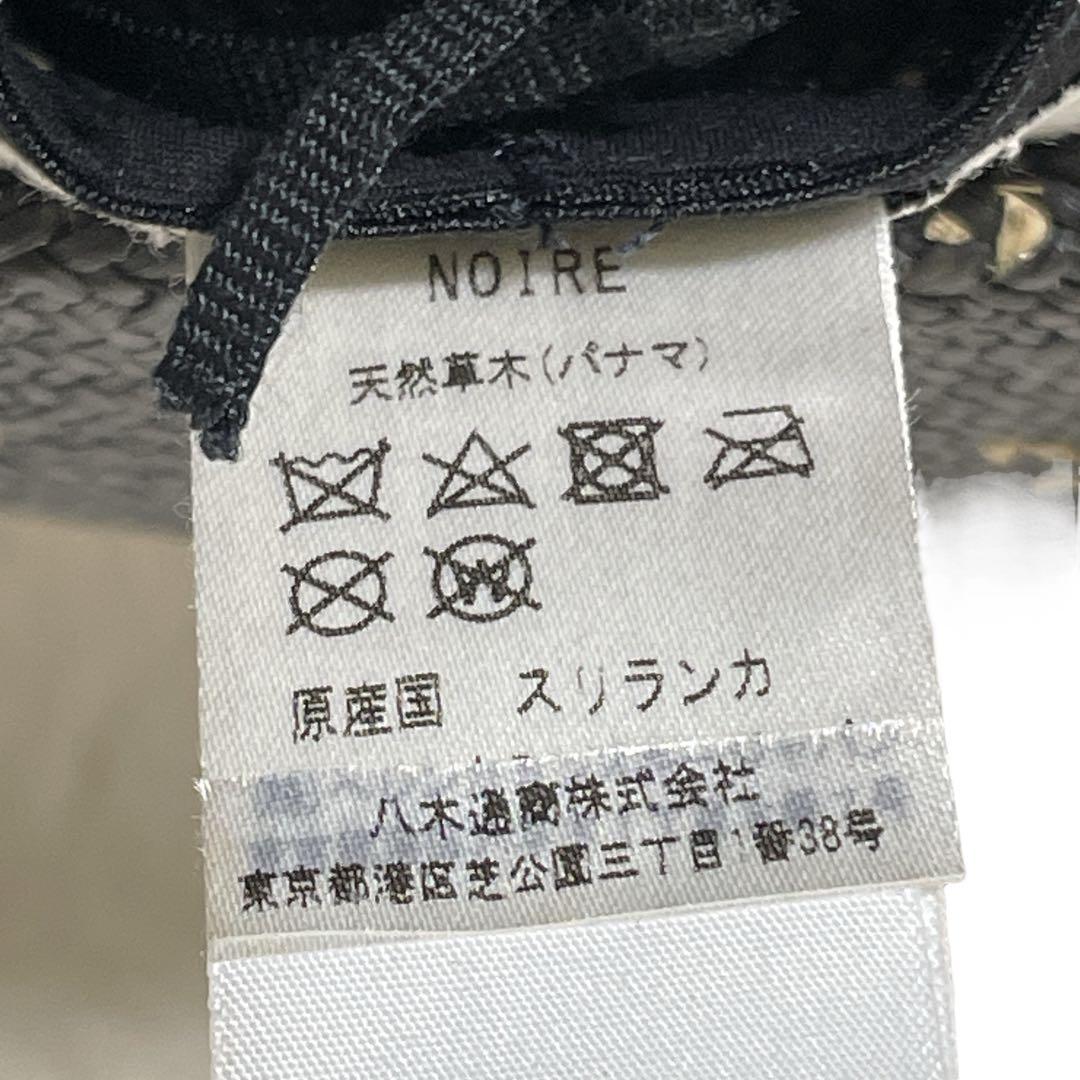 NOIRE
天然草木(パナマ)
W
原産国 スリランカ
八木通商株式会社
東京都港区芝公園三丁目1番38号